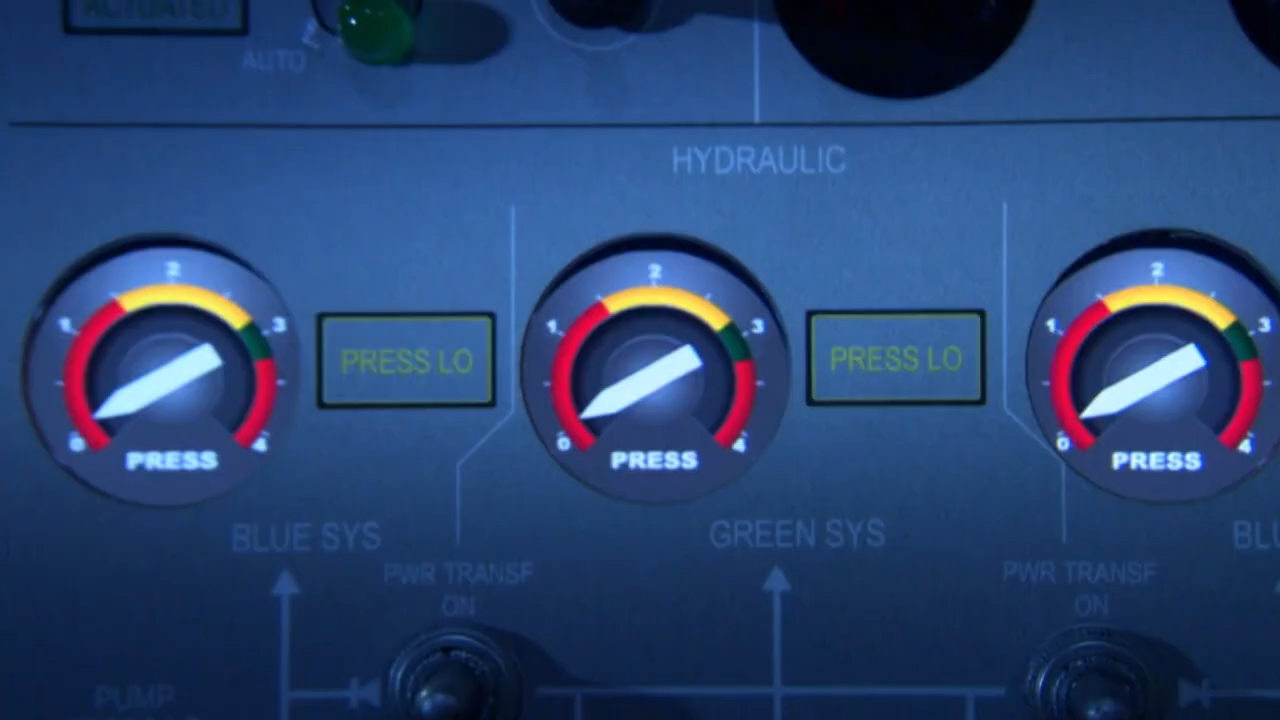 ACTUATED
AUTO
HYDRAULIC
2
1 3
0 4
PRESS
PRESS LO
2
1 3
0 4
PRESS
PRESS LO
2
1 3
0 4
PRESS
BLUE SYS
GREEN SYS
PWR TRANSF
ON
PWR TRANSF
ON
PUMP